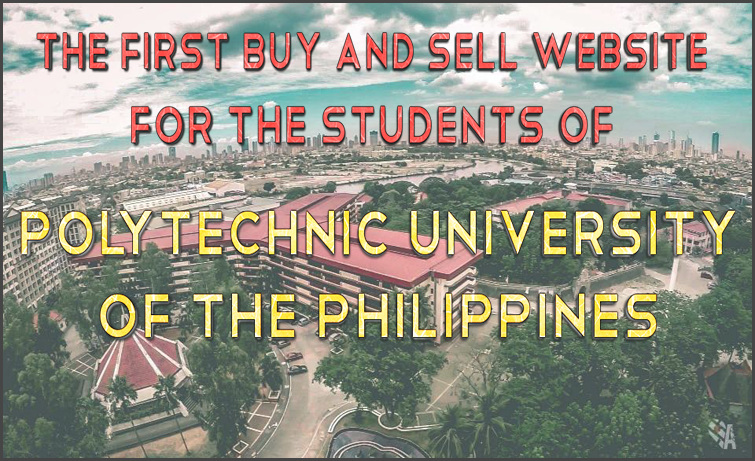 THE FIRST BUY AND SELL WEBSITE
FOR THE STUDENTS OF
POLYTECHNIC UNIVERSITY
OF THE PHILIPPINES